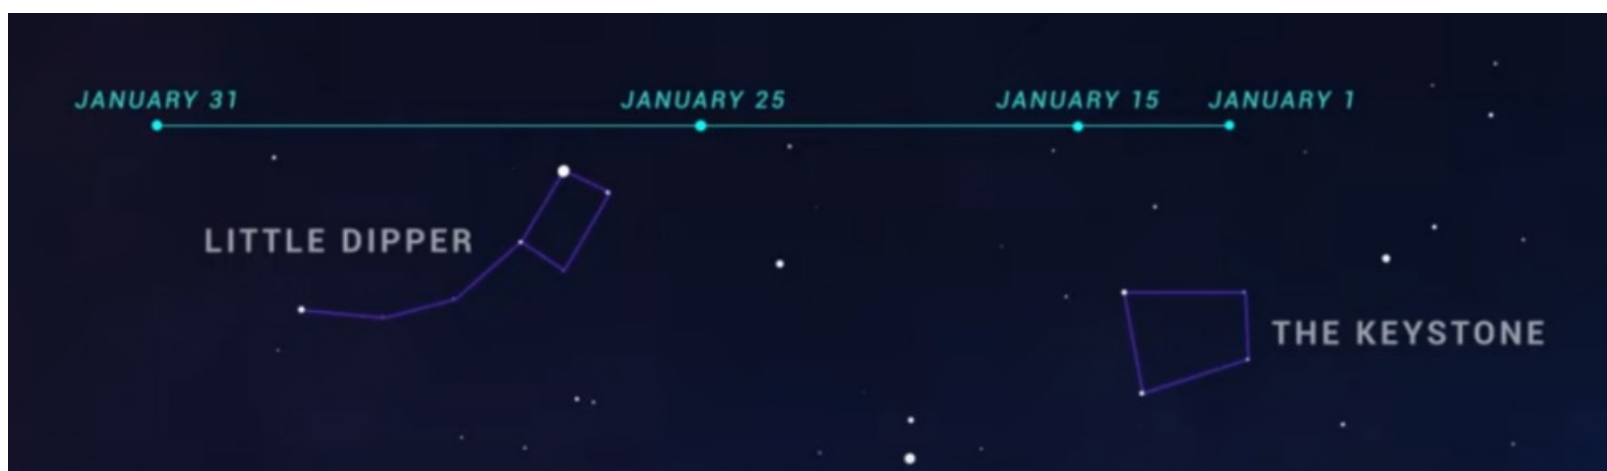 JANUARY 31
JANUARY 25
JANUARY 15
JANUARY 1
LITTLE DIPPER
THE KEYSTONE